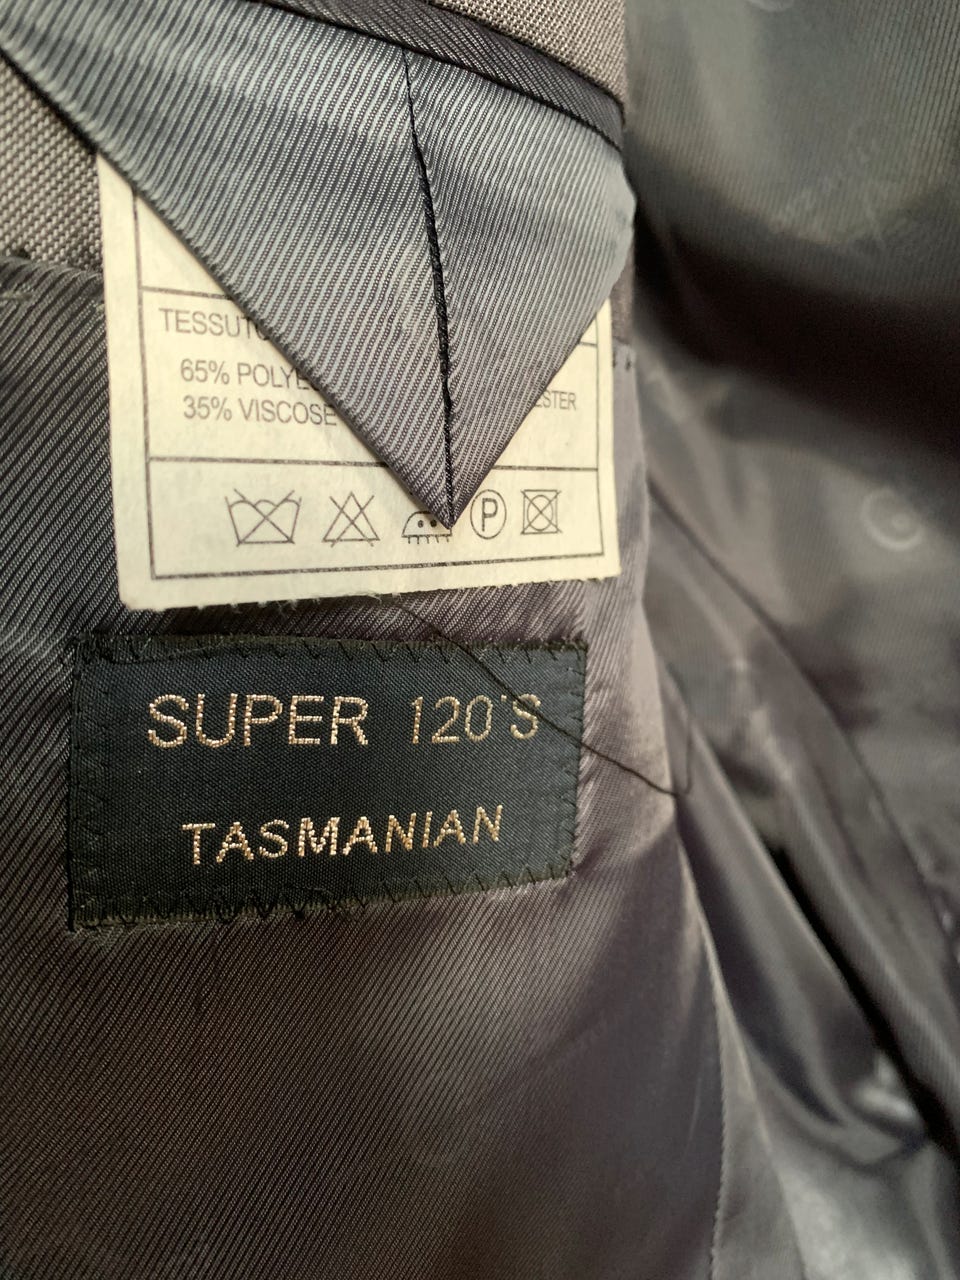 TESSUTO
65% POLYE
35% VISCOSE
ESTER
P
SUPER 120'S
TASMANIAN